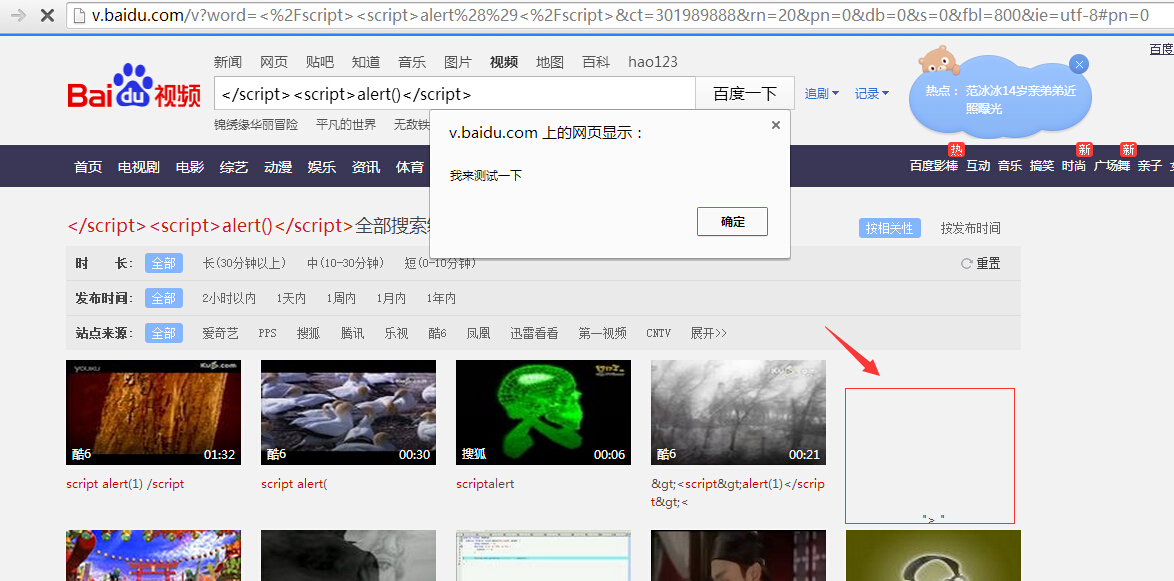 v.baidu.com/v?word=<%2Fscript><script>alert%28%29<%2Fscript>&ct=301989888&rn=20&pn=0&db=0&s=0&fbl=800&ie=utf-8#pn=0
百度
新闻 网页 贴吧 知道 音乐 图片 视频 地图 百科 hao123
Bai du 视频
</script><script>alert()</script>
百度一下
追剧 记录
热点： 范冰冰14岁亲弟弟近
照曝光
锦绣缘华丽冒险 平凡的世界 无敌铁
v.baidu.com 上的网页显示：
我来测试一下
确定
首页 电视剧 电影 综艺 动漫 娱乐 资讯 体育
热 新 新
百度影棒 互动 音乐 搞笑 时尚 广场舞 亲子
</script><script>alert()</script>全部搜索
按相关性 按发布时间
时 长： 全部 长(30分钟以上) 中(10-30分钟) 短(0-10分钟)
重置
发布时间： 全部 2小时以内 1天内 1周内 1月内 1年内
站点来源： 全部 爱奇艺 PPS 搜狐 腾讯 乐视 酷6 凤凰 迅雷看看 第一视频 CNTV 展开>>
youku
Ku6.com
酷6 01:32
酷6 00:30
搜狐 00:06
酷6 00:21
script alert(1) /script
script alert(
scriptalert
&gt;<script&gt;alert(1)</scrip
t&gt;<
"> "